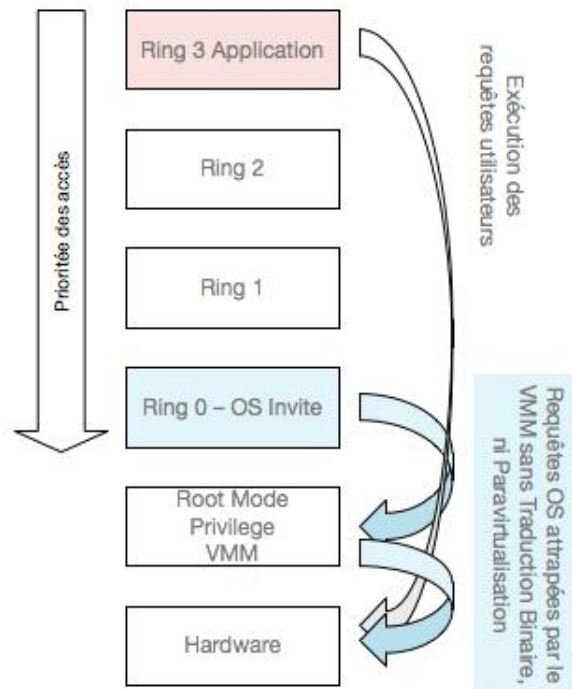 Ring 3 Application
Ring 2
Ring 1
Ring 0 – OS Invite
Root Mode
Privilege
VMM
Hardware
Prioritée des accès
Exécution des
requêtes utilisateurs
Requêtes OS attrapées par le
VMM sans Traduction Binaire,
ni Paravirtualisation